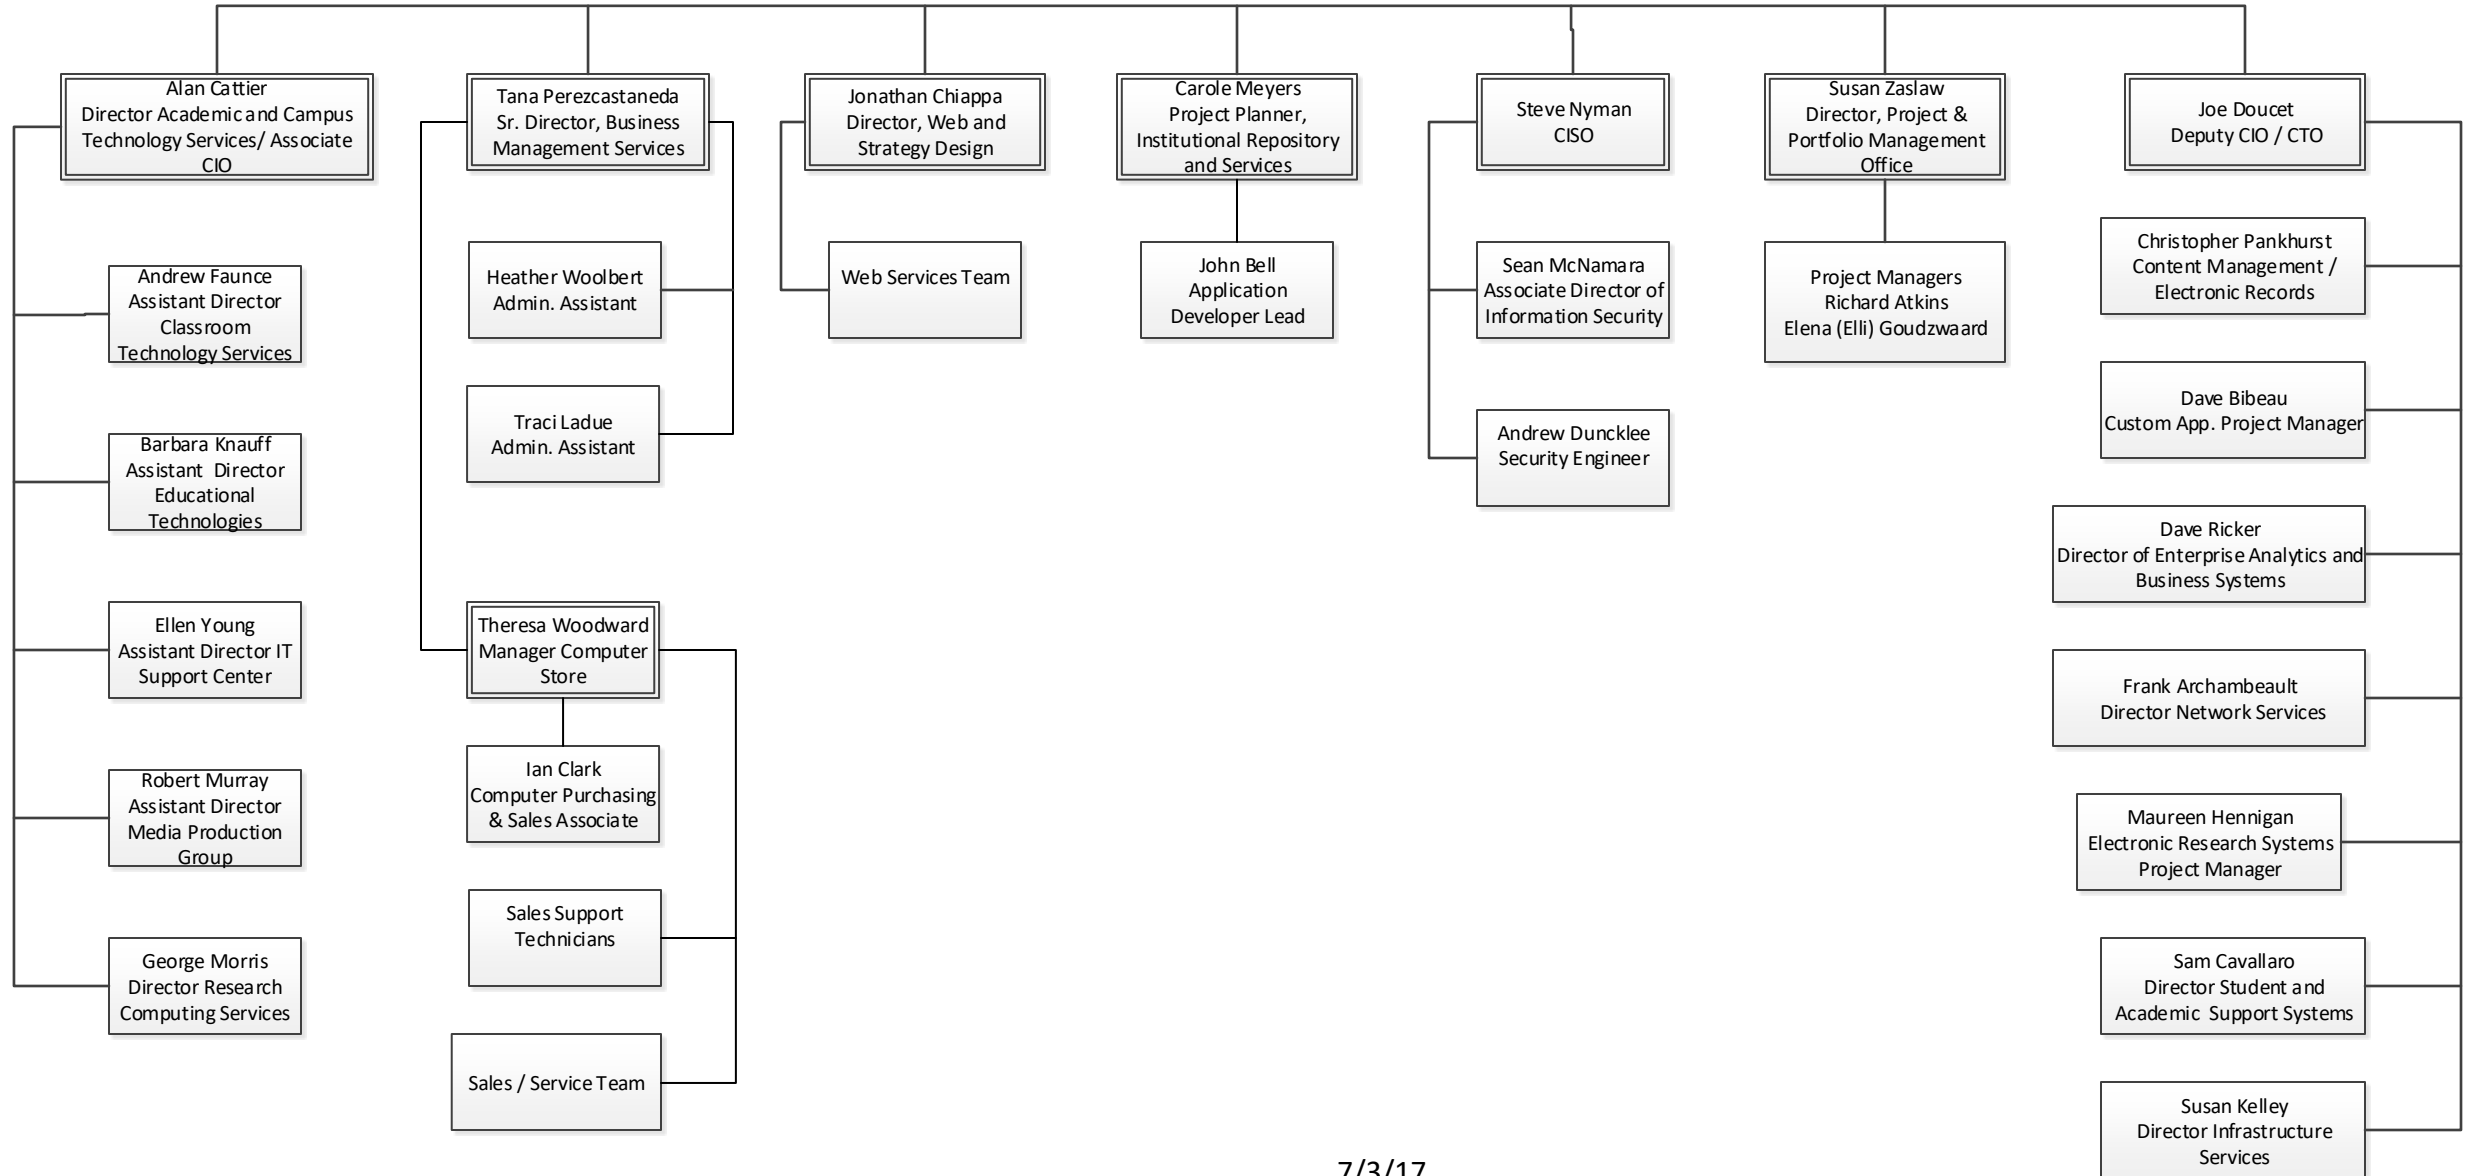 Alan Cattier
Director Academic and Campus
Technology Services/ Associate
CIO
Tana Perezcastaneda
Sr. Director, Business
Management Services
Jonathan Chiappa
Director, Web and
Strategy Design
Carole Meyers
Project Planner,
Institutional Repository
and Services
Steve Nyman
CISO
Susan Zaslaw
Director, Project &
Portfolio Management
Office
Joe Doucet
Deputy CIO / CTO
Andrew Faunce
Assistant Director
Classroom
Technology Services
Barbara Knauff
Assistant Director
Educational
Technologies
Ellen Young
Assistant Director IT
Support Center
Robert Murray
Assistant Director
Media Production
Group
George Morris
Director Research
Computing Services
Heather Woolbert
Admin. Assistant
Traci Ladue
Admin. Assistant
Theresa Woodward
Manager Computer
Store
Ian Clark
Computer Purchasing
& Sales Associate
Sales Support
Technicians
Sales / Service Team
Web Services Team
John Bell
Application
Developer Lead
Sean McNamara
Associate Director of
Information Security
Andrew Duncklee
Security Engineer
Project Managers
Richard Atkins
Elena (Elli) Goudzwaard
Christopher Pankhurst
Content Management /
Electronic Records
Dave Bibeau
Custom App. Project Manager
Dave Ricker
Director of Enterprise Analytics and
Business Systems
Frank Archambeault
Director Network Services
Maureen Hennigan
Electronic Research Systems
Project Manager
Sam Cavallaro
Director Student and
Academic Support Systems
Susan Kelley
Director Infrastructure
Services
7/3/17